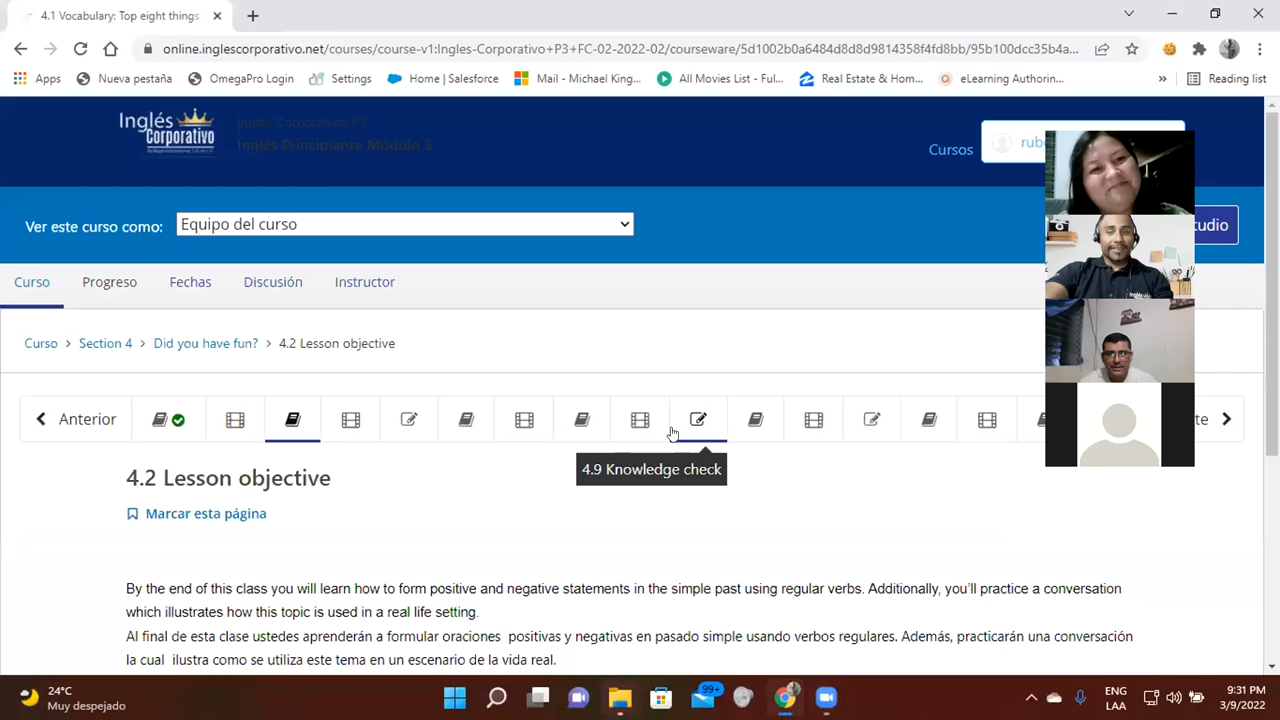 4.1 Vocabulary: Top eight things
online.inglescorporativo.net/courses/course-v1:Ingles-Corporativo+P3+FC-02-2022-02/courseware/5d1002b0a6484d8d8d9814358f4fd8bb/95b100dcc35b4a...
Apps Nueva pestaña OmegaPro Login Settings Home | Salesforce Mail - Michael King... All Movies List - Ful... Real Estate & Hom... eLearning Authorin... » Reading list
Inglés Corporativo
Inglés-Corporativo: P3
Inglés Principiante Módulo 3
Cursos
Ver este curso como: Equipo del curso
Curso Progreso Fechas Discusión Instructor
Curso > Section 4 > Did you have fun? > 4.2 Lesson objective
Anterior
4.9 Knowledge check
4.2 Lesson objective
Marcar esta página
By the end of this class you will learn how to form positive and negative statements in the simple past using regular verbs. Additionally, you'll practice a conversation
which illustrates how this topic is used in a real life setting.
Al final de esta clase ustedes aprenderán a formular oraciones positivas y negativas en pasado simple usando verbos regulares. Además, practicarán una conversación
la cual ilustra como se utiliza este tema en un escenario de la vida real.
24°C
Muy despejado
99+
ENG
LAA
9:31 PM
3/9/2022